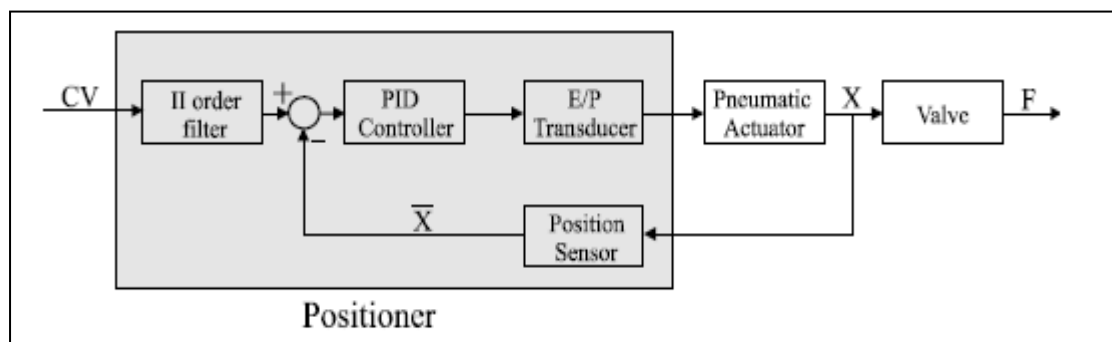 CV
II order
filter
+
−
PID
Controller
E/P
Transducer
Pneumatic
Actuator
X
Valve
F
X̅
Position
Sensor
Positioner